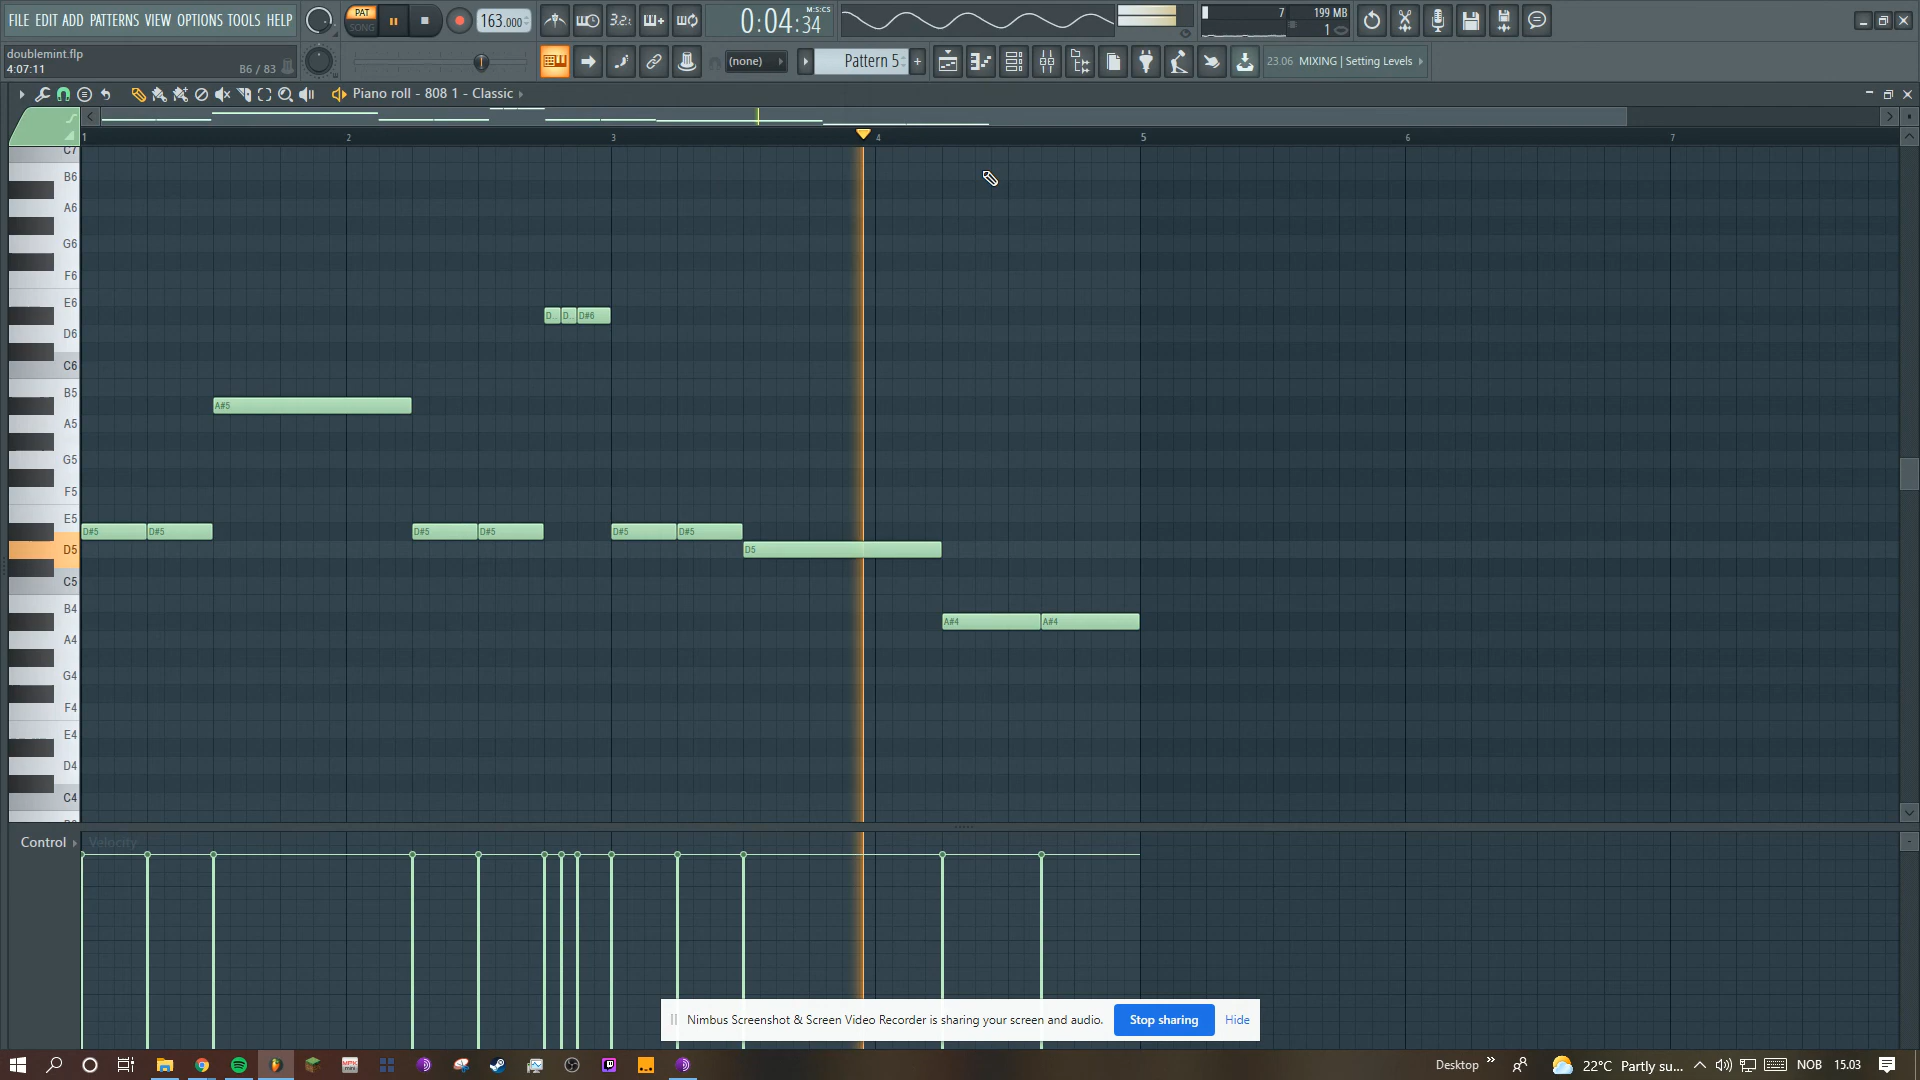 FILE EDIT ADD PATTERNS VIEW OPTIONS TOOLS HELP
PAT
SONG
163.000
3.2.
0:04:34
M:S:CS
7
199 MB
1
doublemint.flp
4:07:11
B6 / 83
(none)
Pattern 5
+
23.06 MIXING | Setting Levels
Piano roll - 808 1 - Classic
1
2
3
4
5
6
7
C7
B6
A6
G6
F6
E6
D6
C6
B5
A5
G5
F5
E5
D5
C5
B4
A4
G4
F4
E4
D4
C4
D...
D...
D#6
A#5
D#5
D#5
D#5
D#5
D#5
D#5
D5
A#4
A#4
Control
Velocity
Nimbus Screenshot & Screen Video Recorder is sharing your screen and audio.
Stop sharing
Hide
Desktop
22°C Partly su...
NOB
15.03